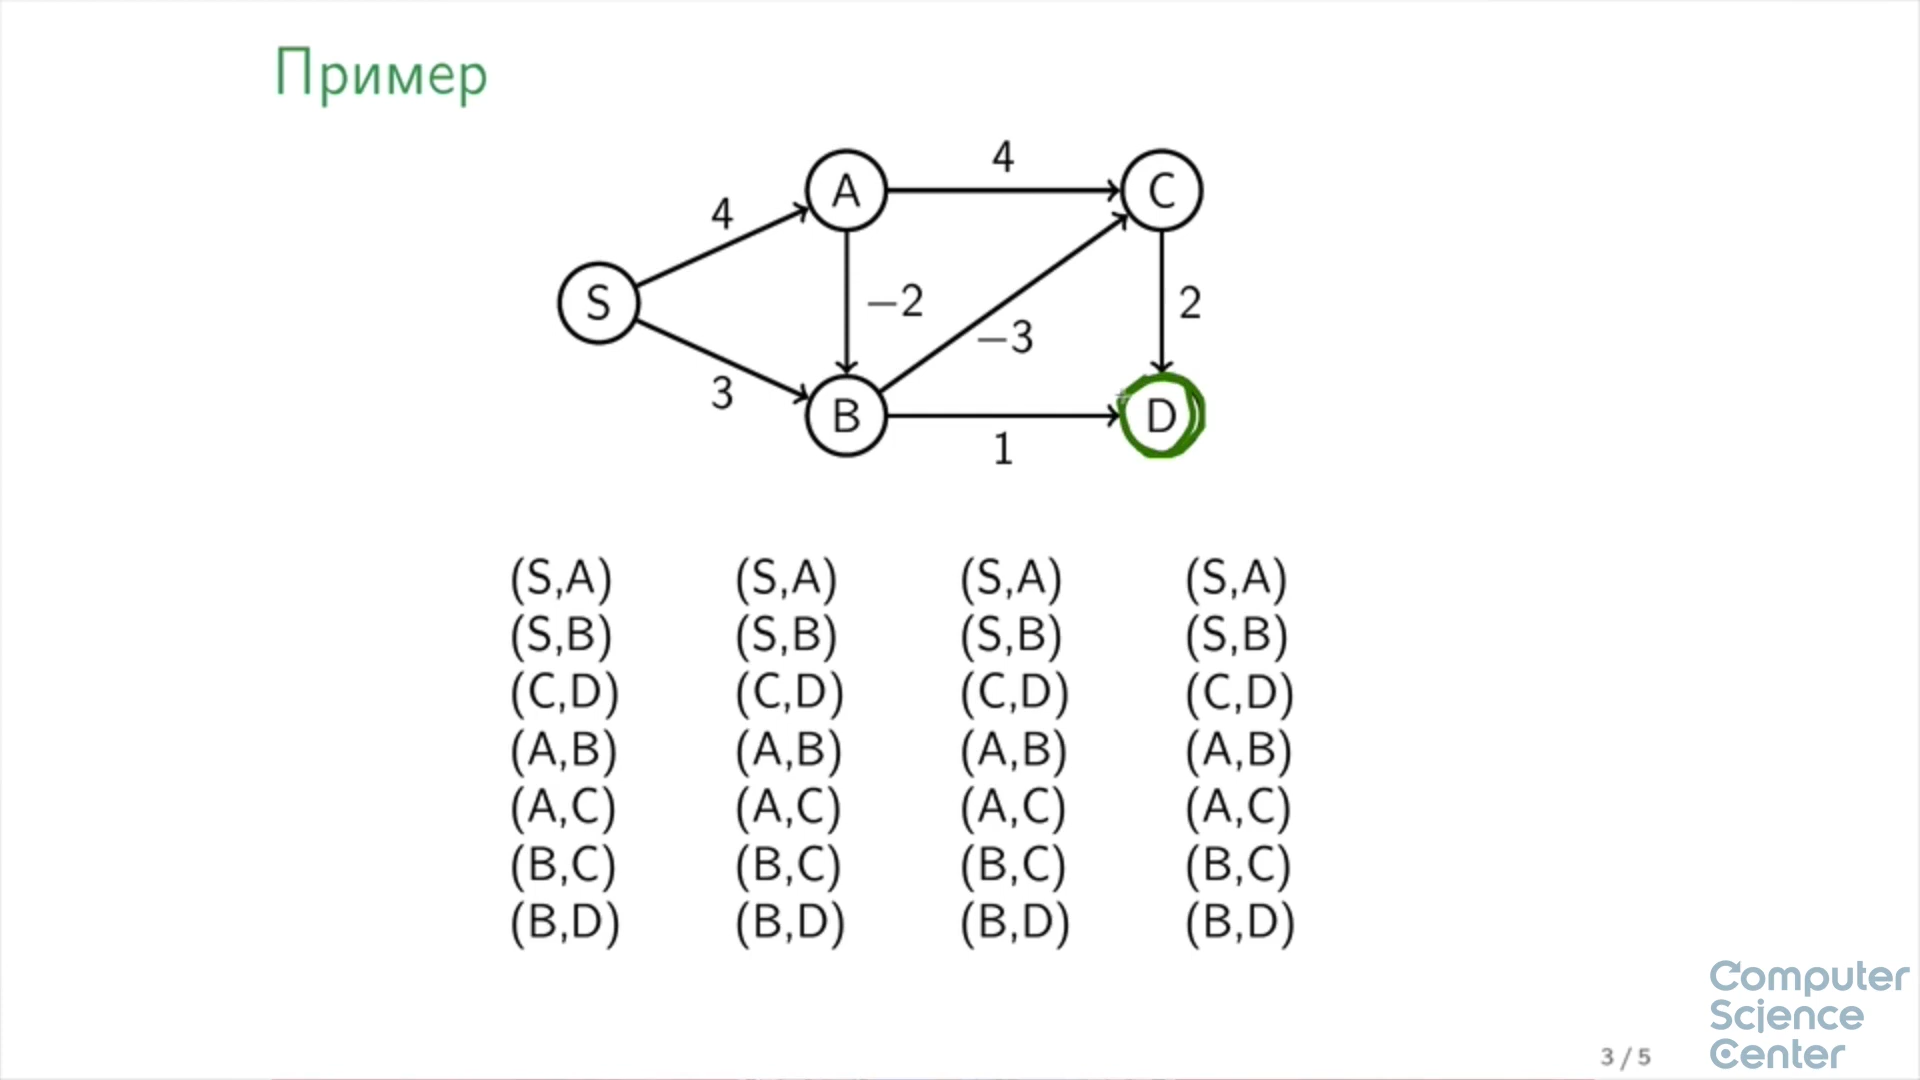 Пример
4
A
C
4
S
−2
−3
2
3
B
D
1
(S,A) (S,A) (S,A) (S,A)
(S,B) (S,B) (S,B) (S,B)
(C,D) (C,D) (C,D) (C,D)
(A,B) (A,B) (A,B) (A,B)
(A,C) (A,C) (A,C) (A,C)
(B,C) (B,C) (B,C) (B,C)
(B,D) (B,D) (B,D) (B,D)
Computer
Science
Center
3 / 5